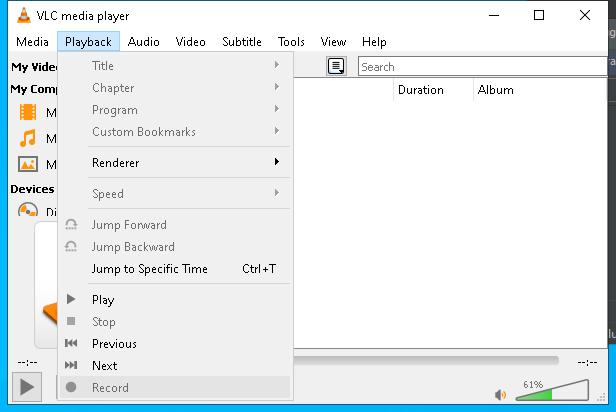 VLC media player
Media Playback Audio Video Subtitle Tools View Help
My Vide
Title
Search
My Comp
Chapter
Duration Album
Program
Custom Bookmarks
Renderer
Devices
Speed
Di
Jump Forward
Jump Backward
Jump to Specific Time Ctrl+T
Play
Stop
Previous
--:-- Next --:--
Record
61%